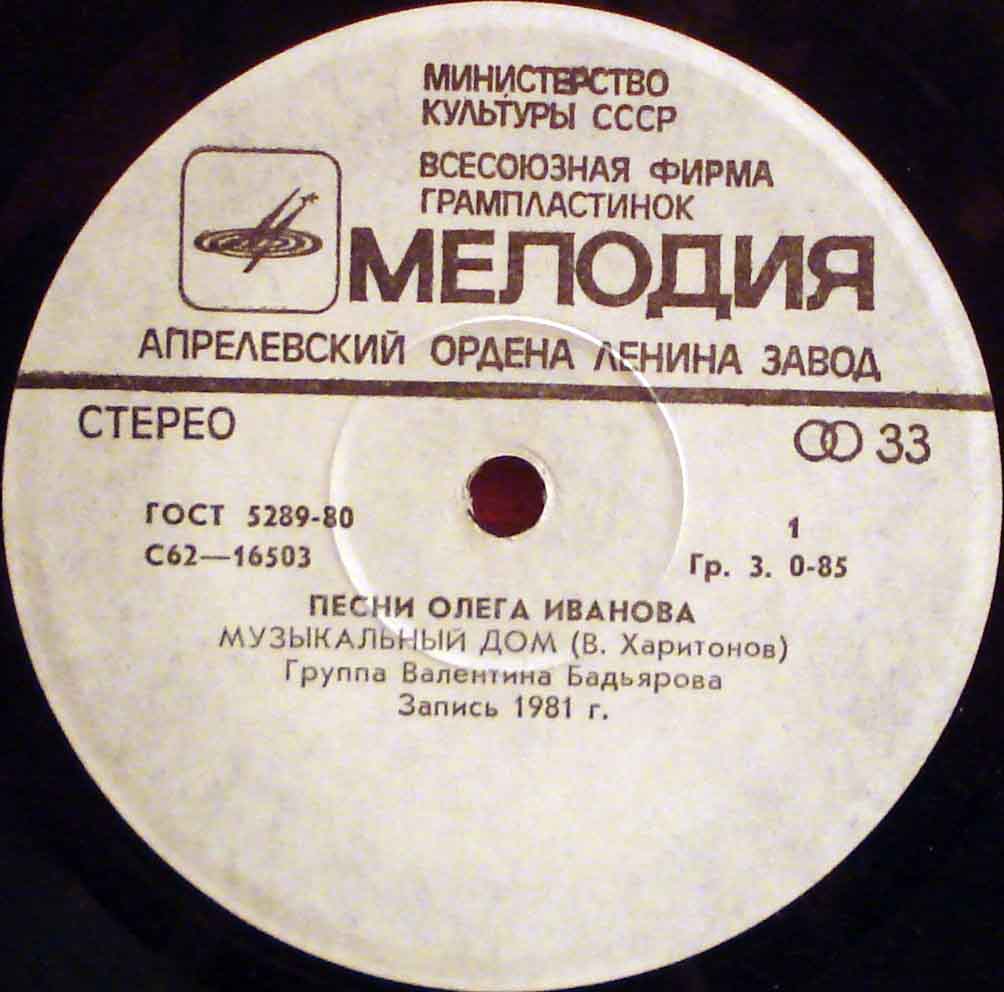 МИНИСТЕРСТВО
КУЛЬТУРЫ СССР
ВСЕСОЮЗНАЯ ФИРМА
ГРАМПЛАСТИНОК
МЕЛОДИЯ
АПРЕЛЕВСКИЙ ОРДЕНА ЛЕНИНА ЗАВОД
СТЕРЕО
33
ГОСТ 5289-80
1
С62—16503
Гр. 3. 0-85
ПЕСНИ ОЛЕГА ИВАНОВА
МУЗЫКАЛЬНЫЙ ДОМ (В. Харитонов)
Группа Валентина Бадьярова
Запись 1981 г.